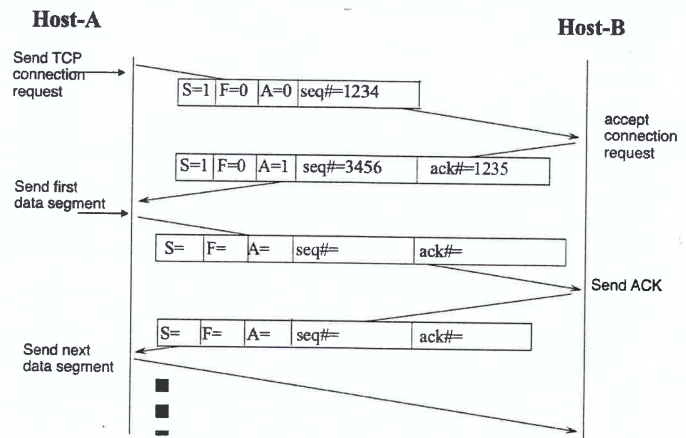 Host-A
Host-B
Send TCP
connection
request
S=1 F=0 A=0 seq#=1234
accept
connection
request
S=1 F=0 A=1 seq#=3456 ack#=1235
Send first
data segment
S= F= A= seq#= ack#=
Send ACK
S= F= A= seq#= ack#=
Send next
data segment